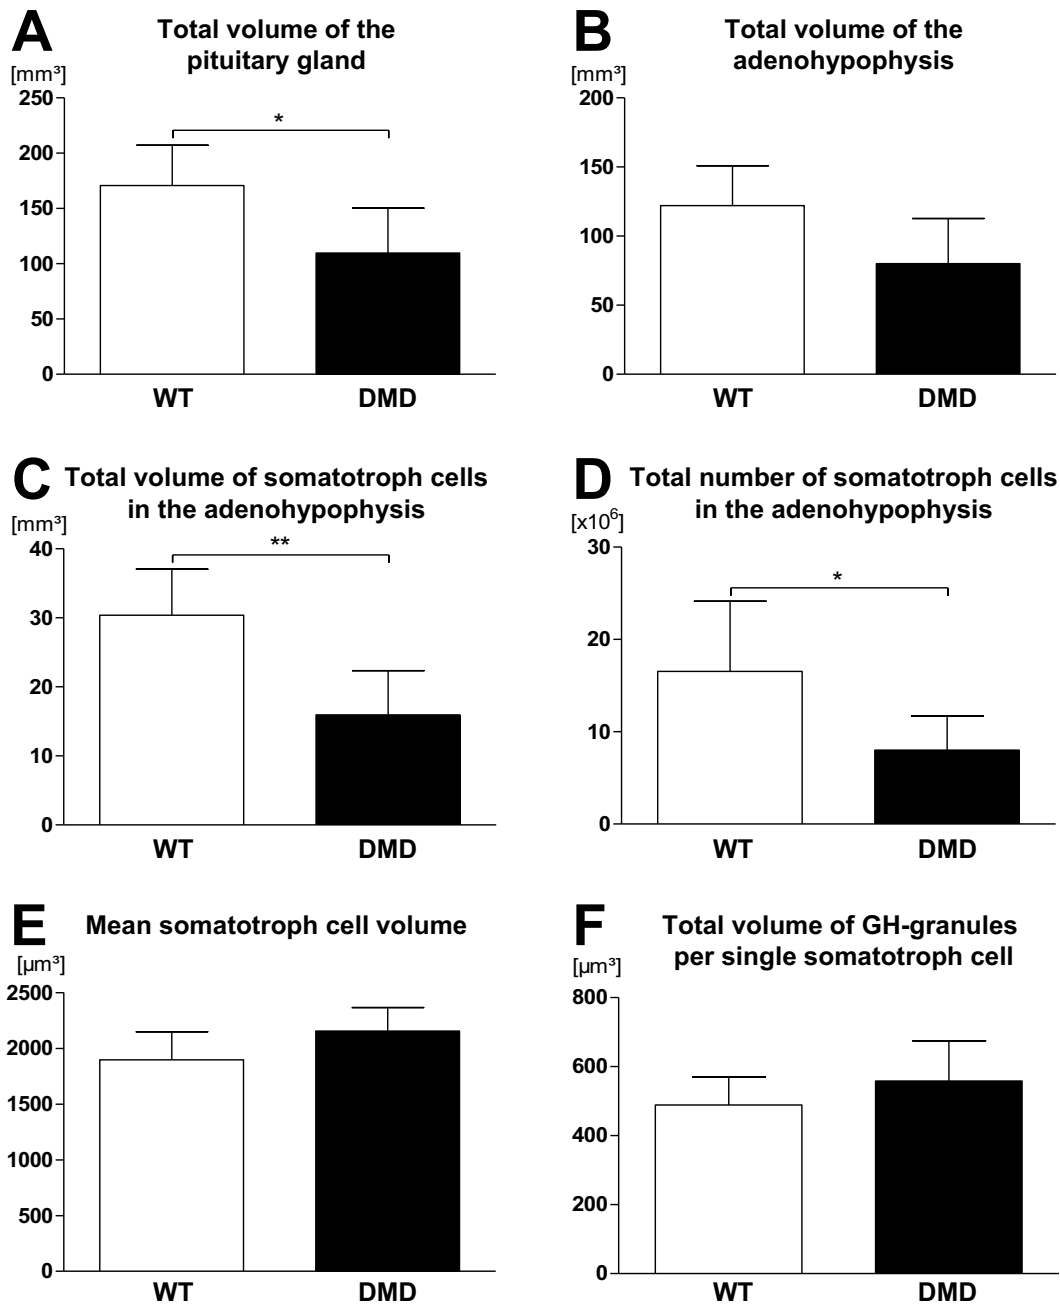 A
Total volume of the
pituitary gland
[mm³]
250
200
150
100
50
0
*
WT
DMD
B
Total volume of the
adenohypophysis
[mm³]
200
150
100
50
0
WT
DMD
C
Total volume of somatotroph cells
in the adenohypophysis
[mm³]
40
30
20
10
0
**
WT
DMD
D
Total number of somatotroph cells
in the adenohypophysis
[x10⁶]
30
20
10
0
*
WT
DMD
E
Mean somatotroph cell volume
[µm³]
2500
2000
1500
1000
500
0
WT
DMD
F
Total volume of GH-granules
per single somatotroph cell
[µm³]
800
600
400
200
0
WT
DMD